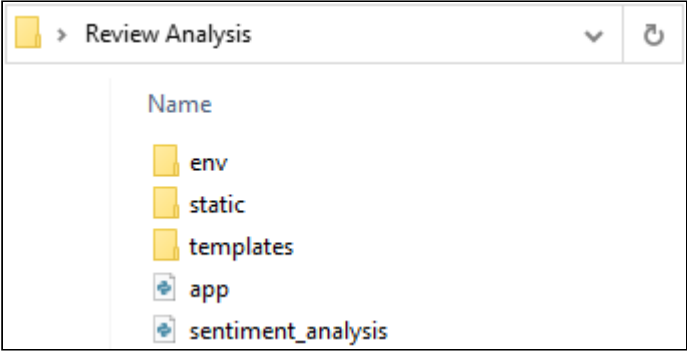 Review Analysis
Name
env
static
templates
app
sentiment_analysis